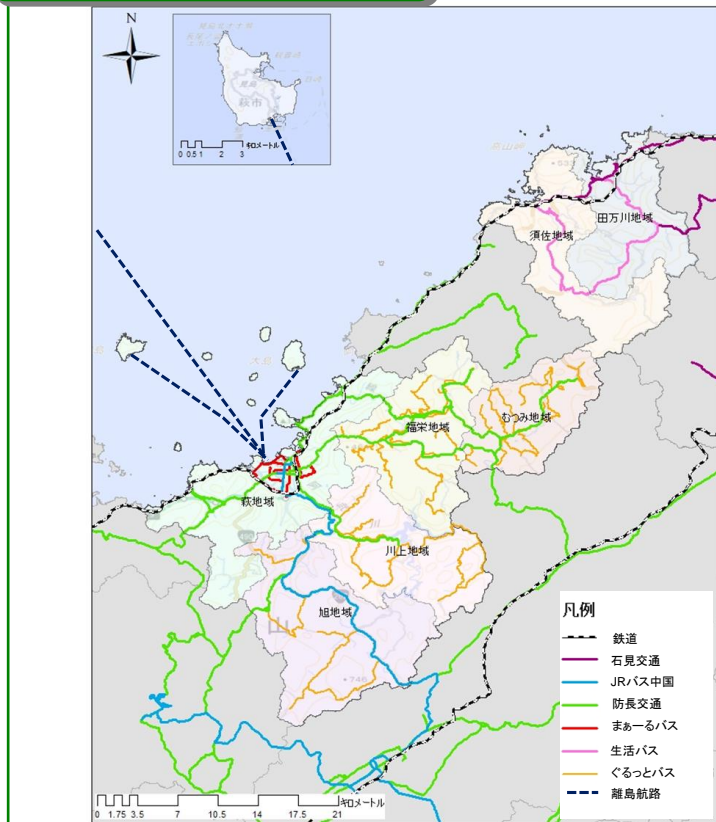 N
萩市
0 0.5 1 2 3
キロメートル
田万川地域
須佐地域
むつみ地域
福栄地域
萩地域
川上地域
旭地域
山
川
凡例
鉄道
石見交通
JRバス中国
防長交通
まぁーるバス
生活バス
ぐるっとバス
離島航路
0 1.75 3.5 7 10.5 14 17.5 21
キロメートル